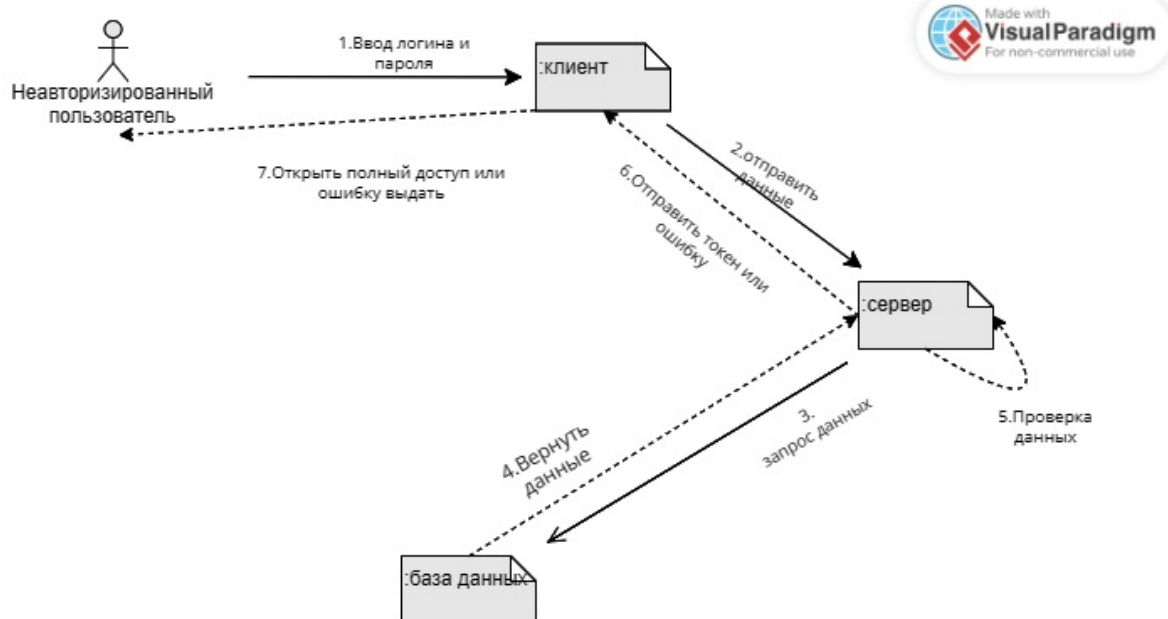 Made with
Visual Paradigm
For non-commercial use
1.Ввод логина и
пароля
:клиент
Неавторизированный
пользователь
7.Открыть полный доступ или
ошибку выдать
2.отправить
данные
6.Отправить токен или
ошибку
:сервер
5.Проверка
данных
3.
запрос данных
4.Вернуть
данные
:база данных